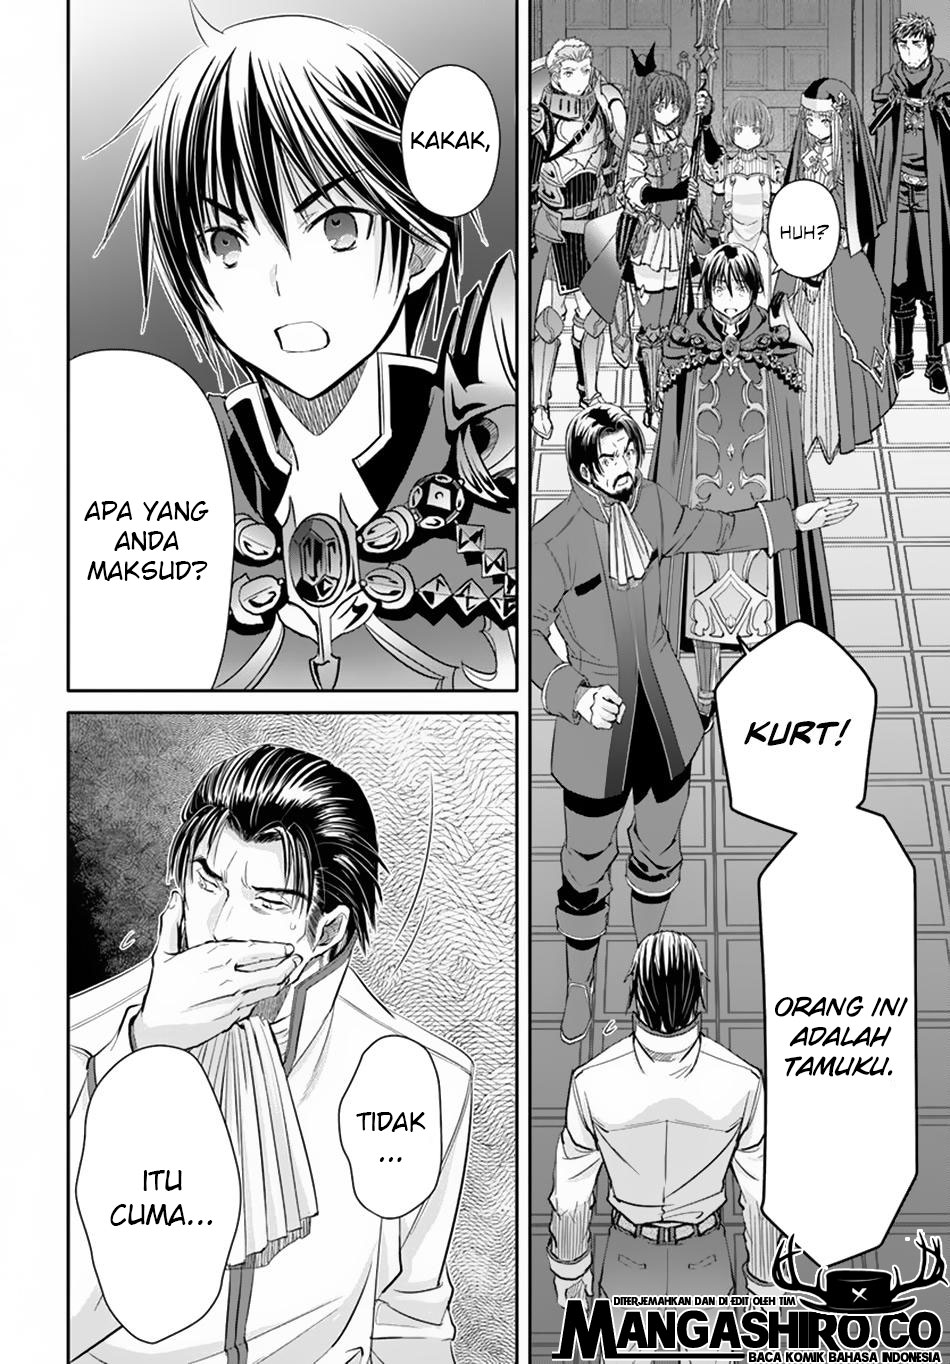 HUH?
KURT!
ORANG INI
ADALAH
TAMUKU.
KAKAK,
APA YANG
ANDA
MAKSUD?
TIDAK
...
ITU
CUMA...
DITERJEMAHKAN DAN DI EDIT OLEH TIM
MANGASHIRO.CO
BACA KOMIK BAHASA INDONESIA